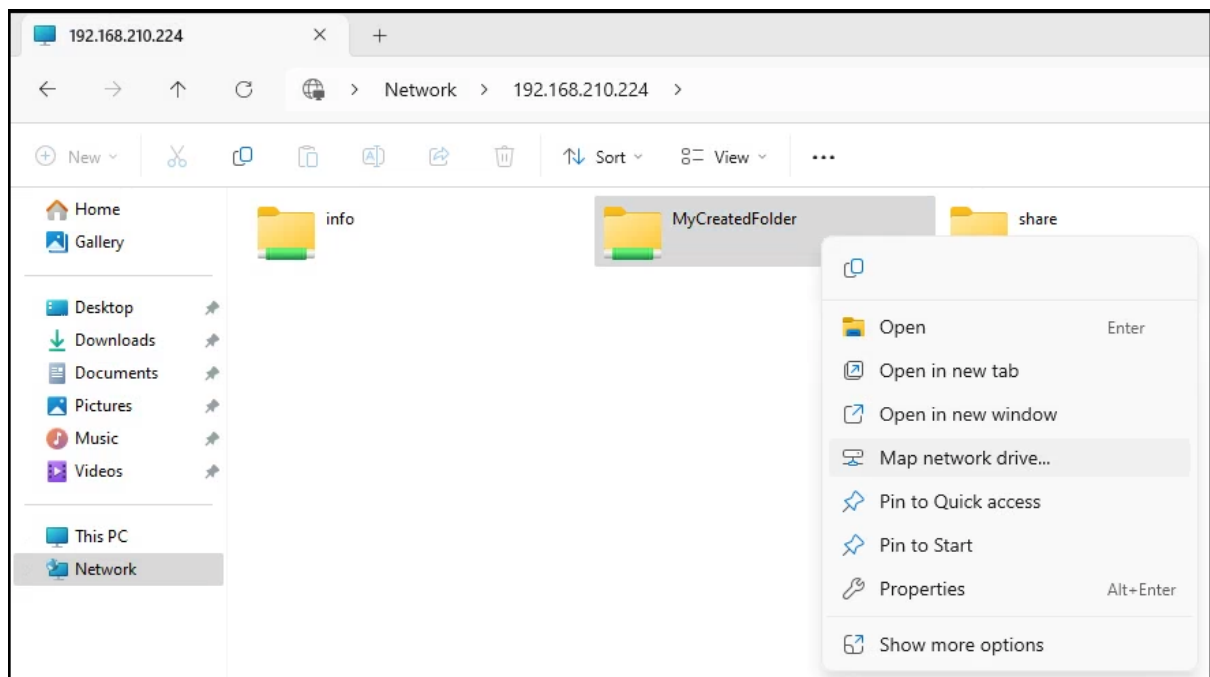 192.168.210.224
Network > 192.168.210.224 >
New Sort View ...
Home
Gallery
Desktop
Downloads
Documents
Pictures
Music
Videos
This PC
Network
info
MyCreatedFolder
share
Open Enter
Open in new tab
Open in new window
Map network drive...
Pin to Quick access
Pin to Start
Properties Alt+Enter
Show more options